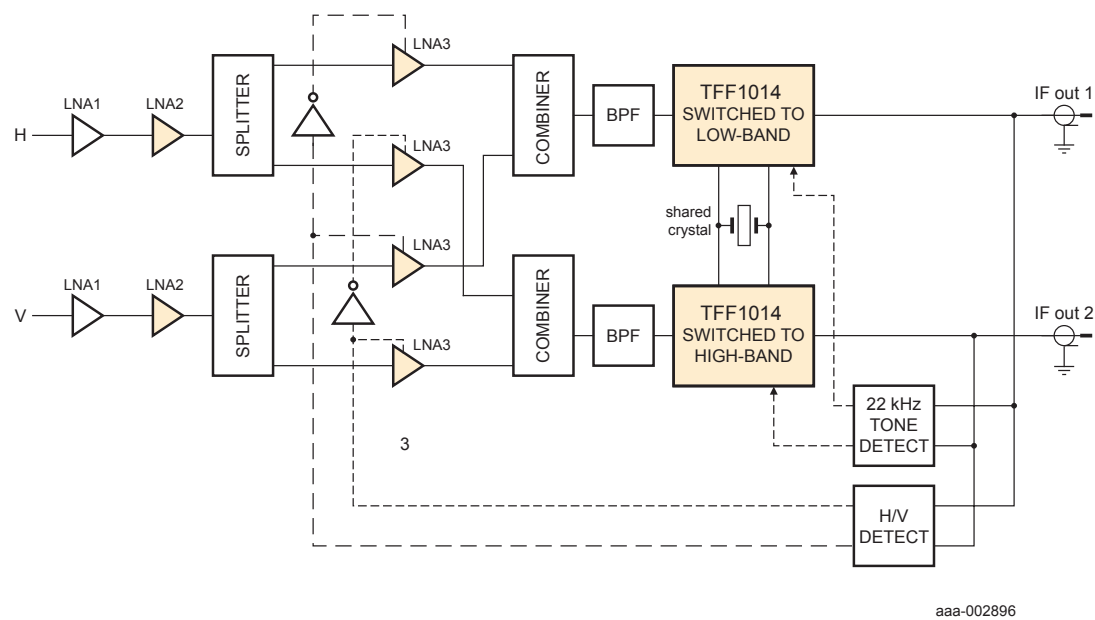 LNA3
LNA1
LNA2
H
SPLITTER
LNA3
COMBINER
BPF
TFF1014
SWITCHED TO
LOW-BAND
IF out 1
shared
crystal
LNA3
LNA1
LNA2
V
SPLITTER
LNA3
COMBINER
BPF
TFF1014
SWITCHED TO
HIGH-BAND
IF out 2
22 kHz
TONE
DETECT
3
H/V
DETECT
aaa-002896